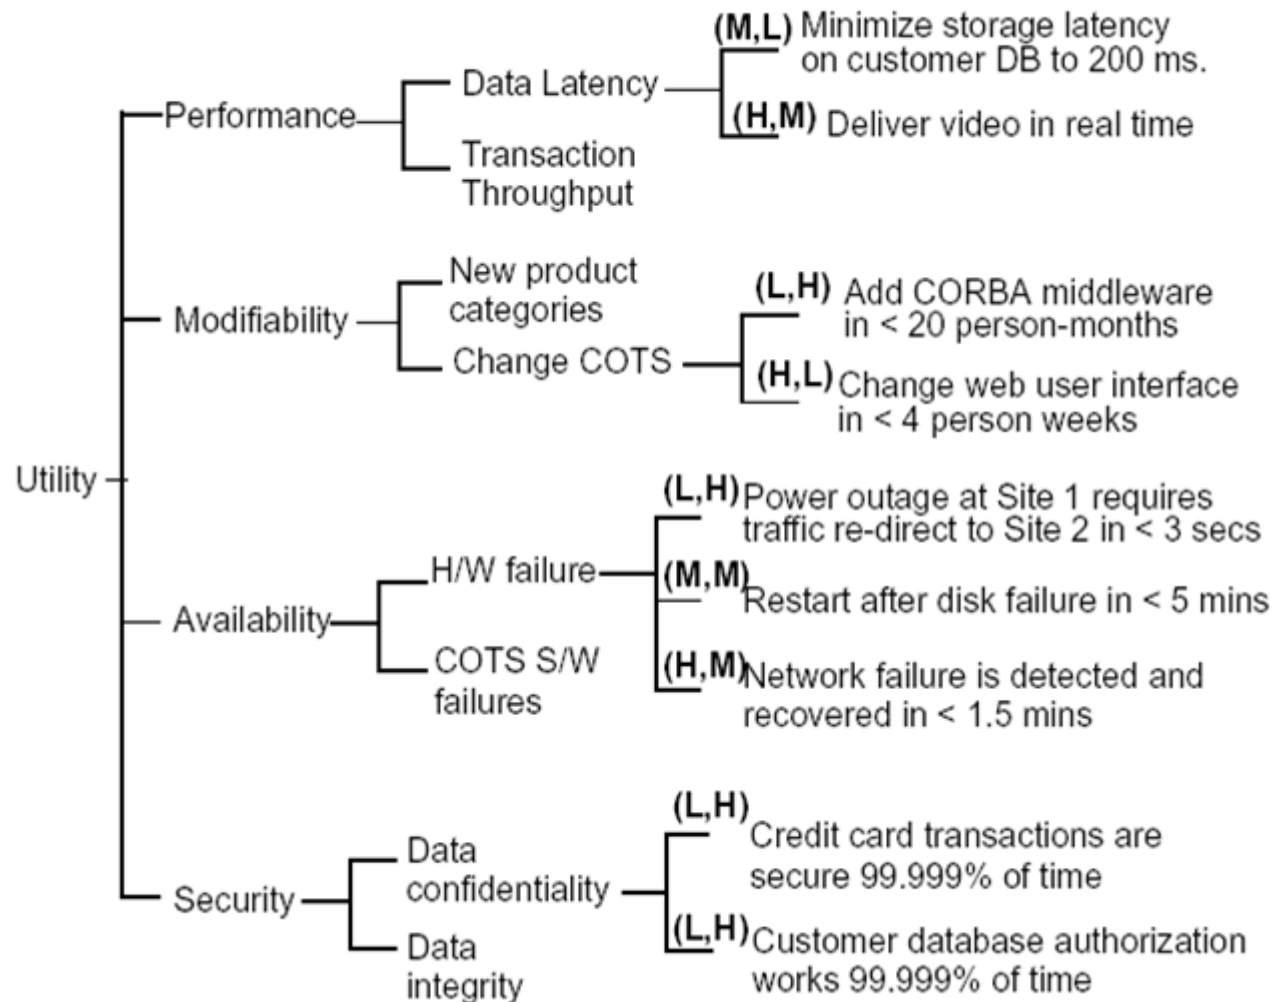 Utility
Performance
Data Latency
(M,L) Minimize storage latency
on customer DB to 200 ms.
(H,M) Deliver video in real time
Transaction
Throughput
Modifiability
New product
categories
Change COTS
(L,H) Add CORBA middleware
in < 20 person-months
(H,L) Change web user interface
in < 4 person weeks
Availability
H/W failure
(L,H) Power outage at Site 1 requires
traffic re-direct to Site 2 in < 3 secs
(M,M) Restart after disk failure in < 5 mins
(H,M) Network failure is detected and
recovered in < 1.5 mins
COTS S/W
failures
Security
Data
confidentiality
(L,H) Credit card transactions are
secure 99.999% of time
(L,H) Customer database authorization
works 99.999% of time
Data
integrity